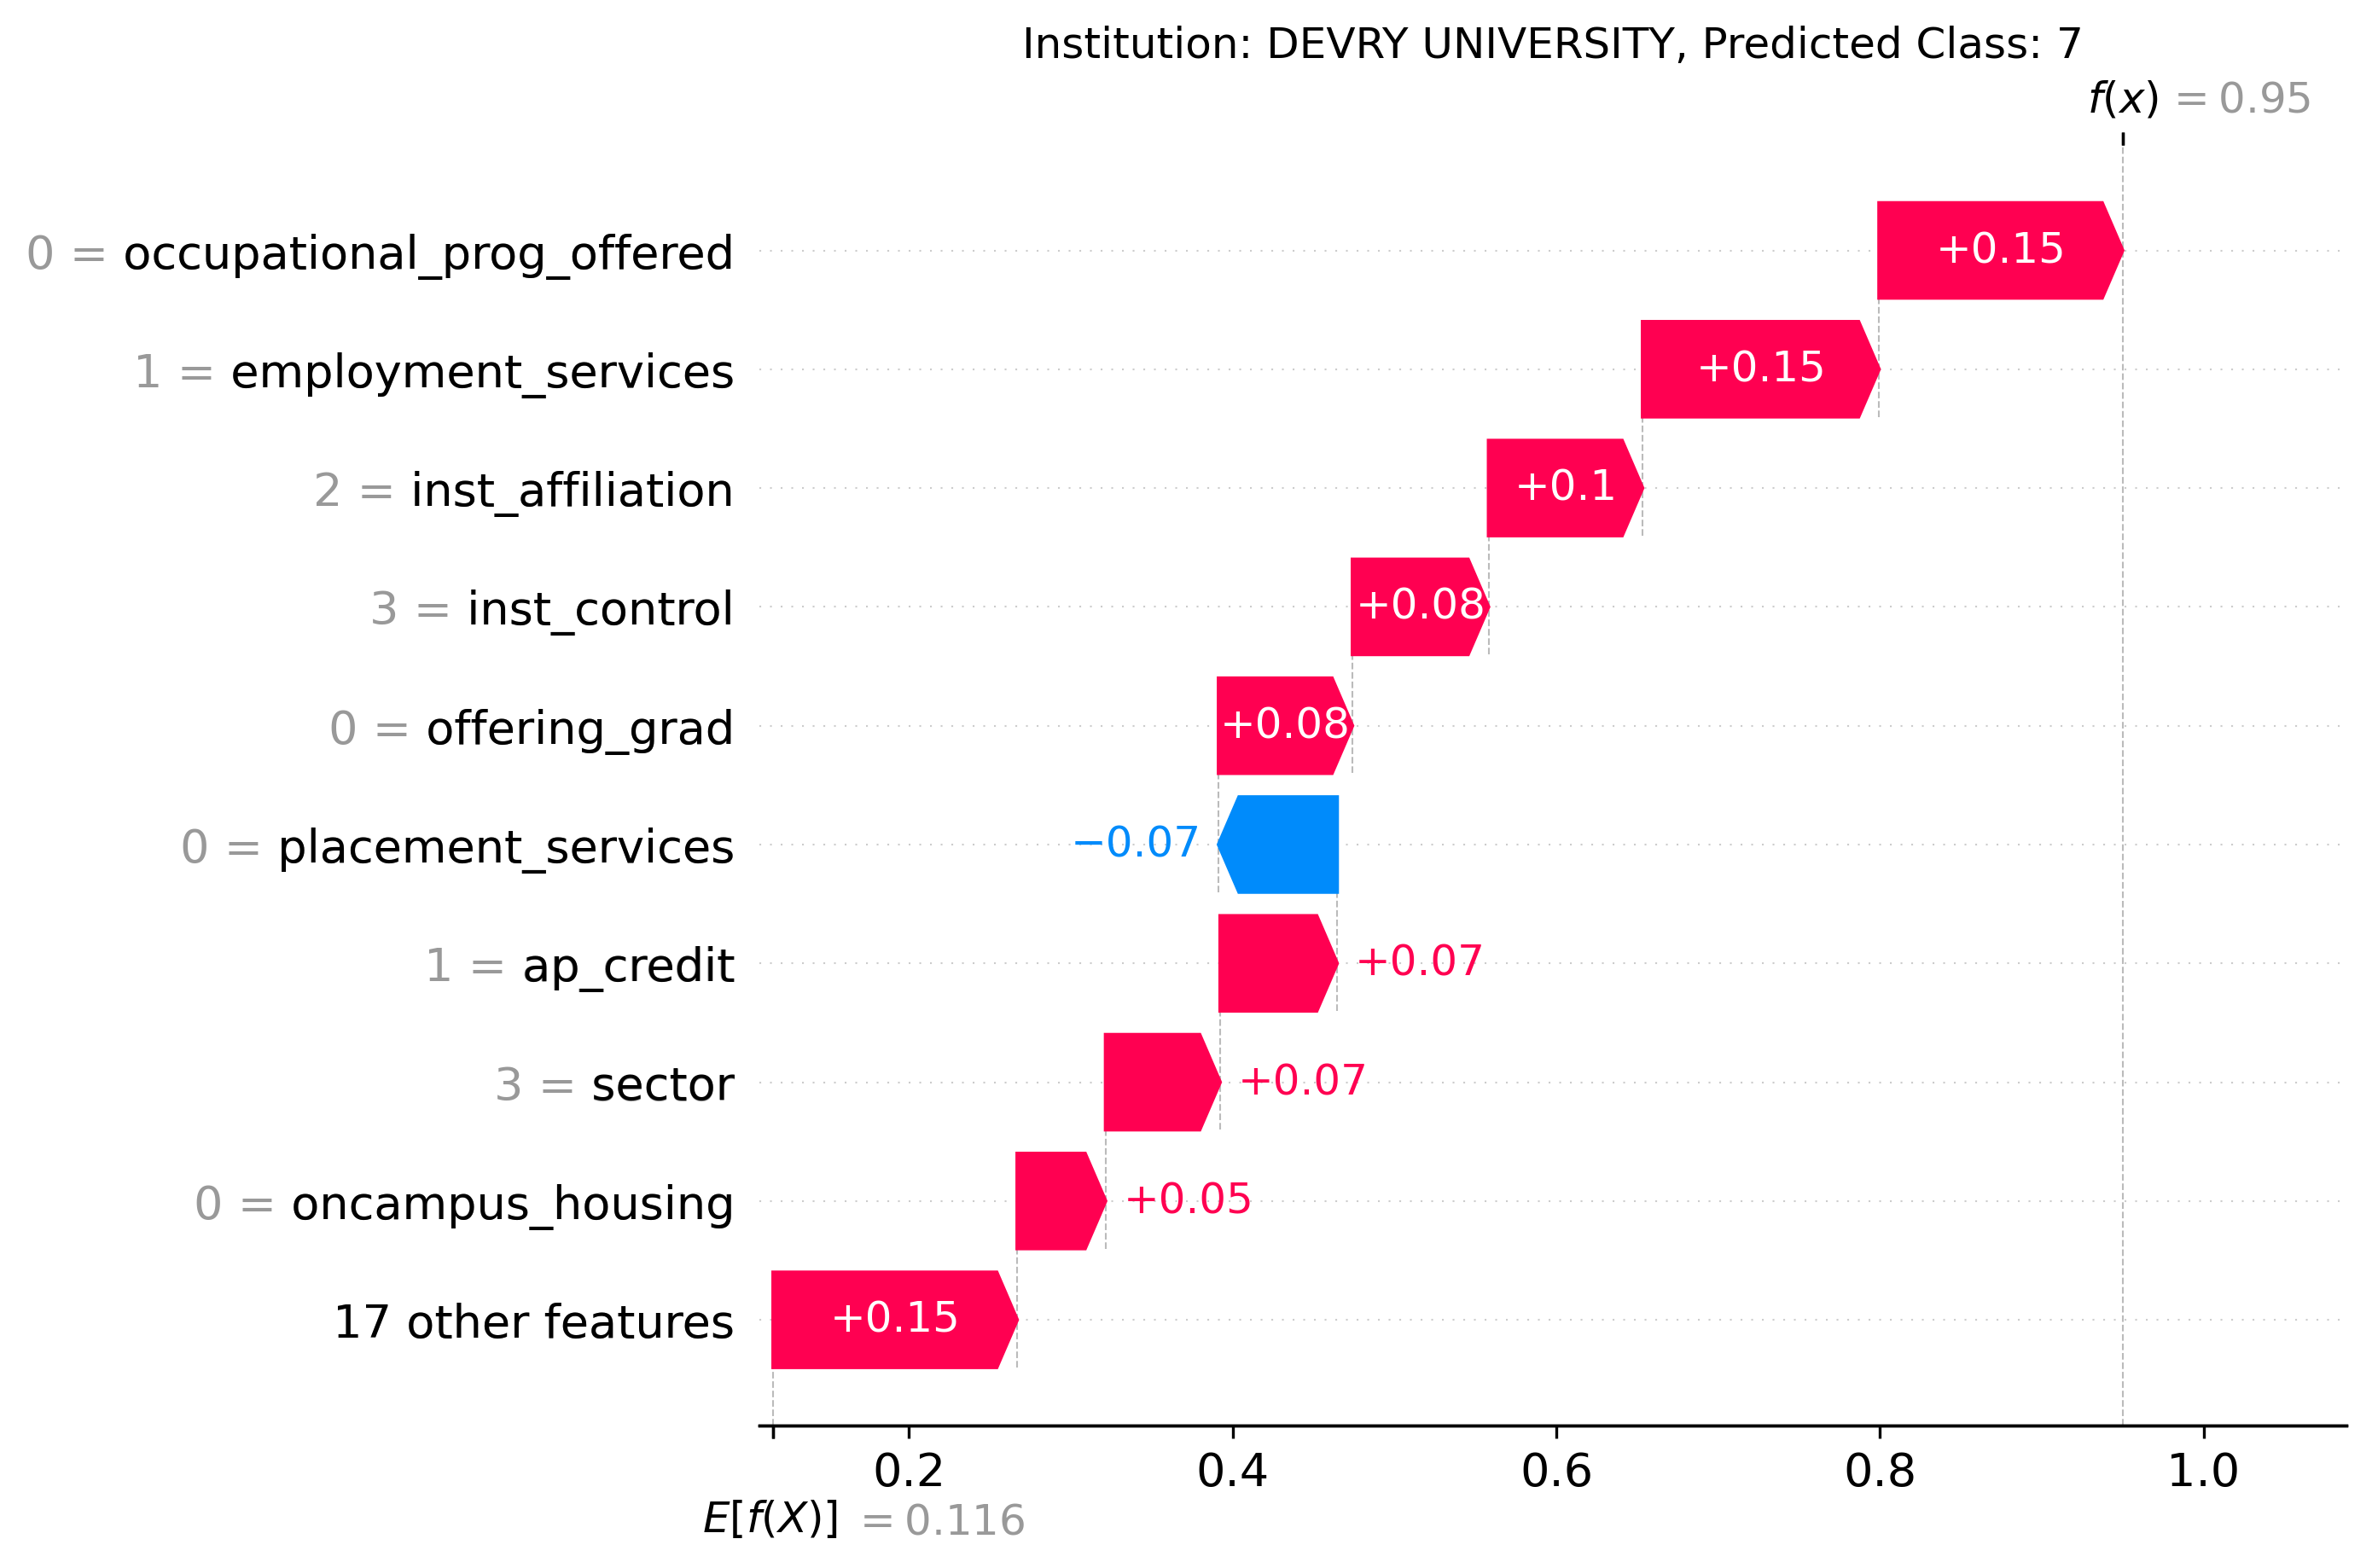 Institution: DEVRY UNIVERSITY, Predicted Class: 7
f(x) = 0.95
0 = occupational_prog_offered +0.15
1 = employment_services +0.15
2 = inst_affiliation +0.1
3 = inst_control +0.08
0 = offering_grad +0.08
0 = placement_services −0.07
1 = ap_credit +0.07
3 = sector +0.07
0 = oncampus_housing +0.05
17 other features +0.15
0.2 0.4 0.6 0.8 1.0
E[f(X)] = 0.116